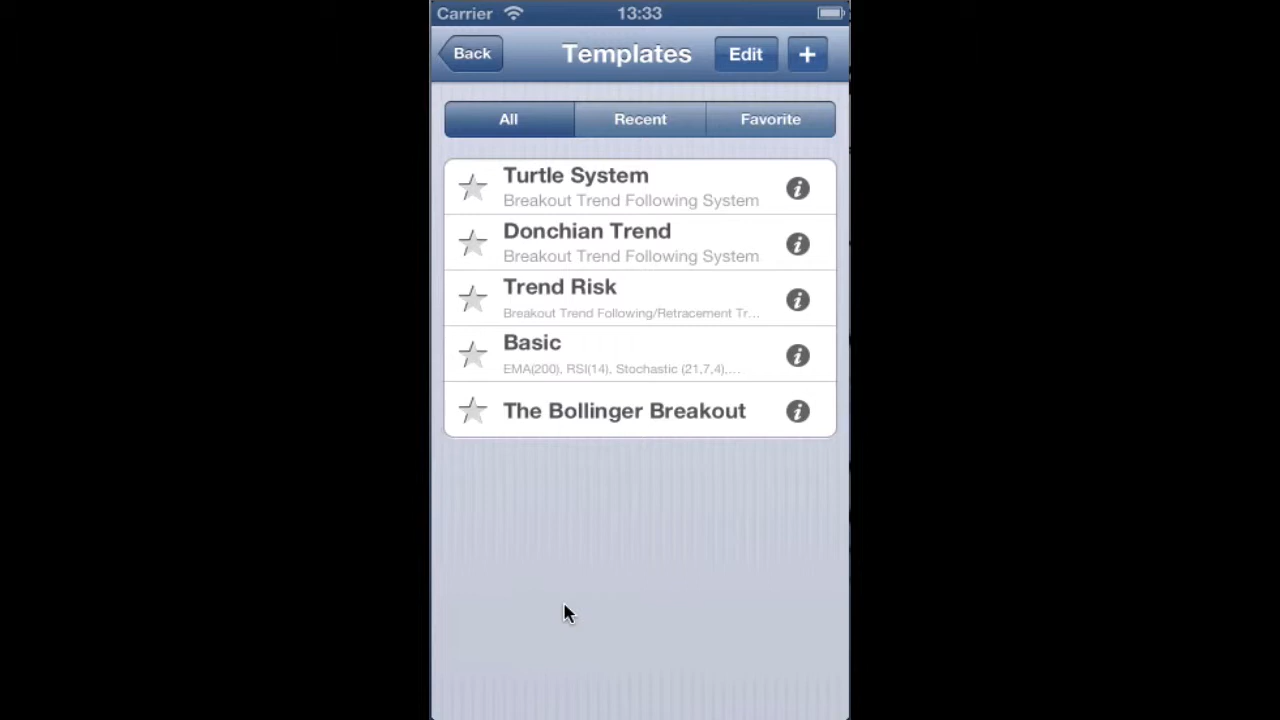 Carrier 13:33
Back Templates Edit +
All Recent Favorite
Turtle System
Breakout Trend Following System
Donchian Trend
Breakout Trend Following System
Trend Risk
Breakout Trend Following/Retracement Tr...
Basic
EMA(200), RSI(14), Stochastic (21,7,4),...
The Bollinger Breakout